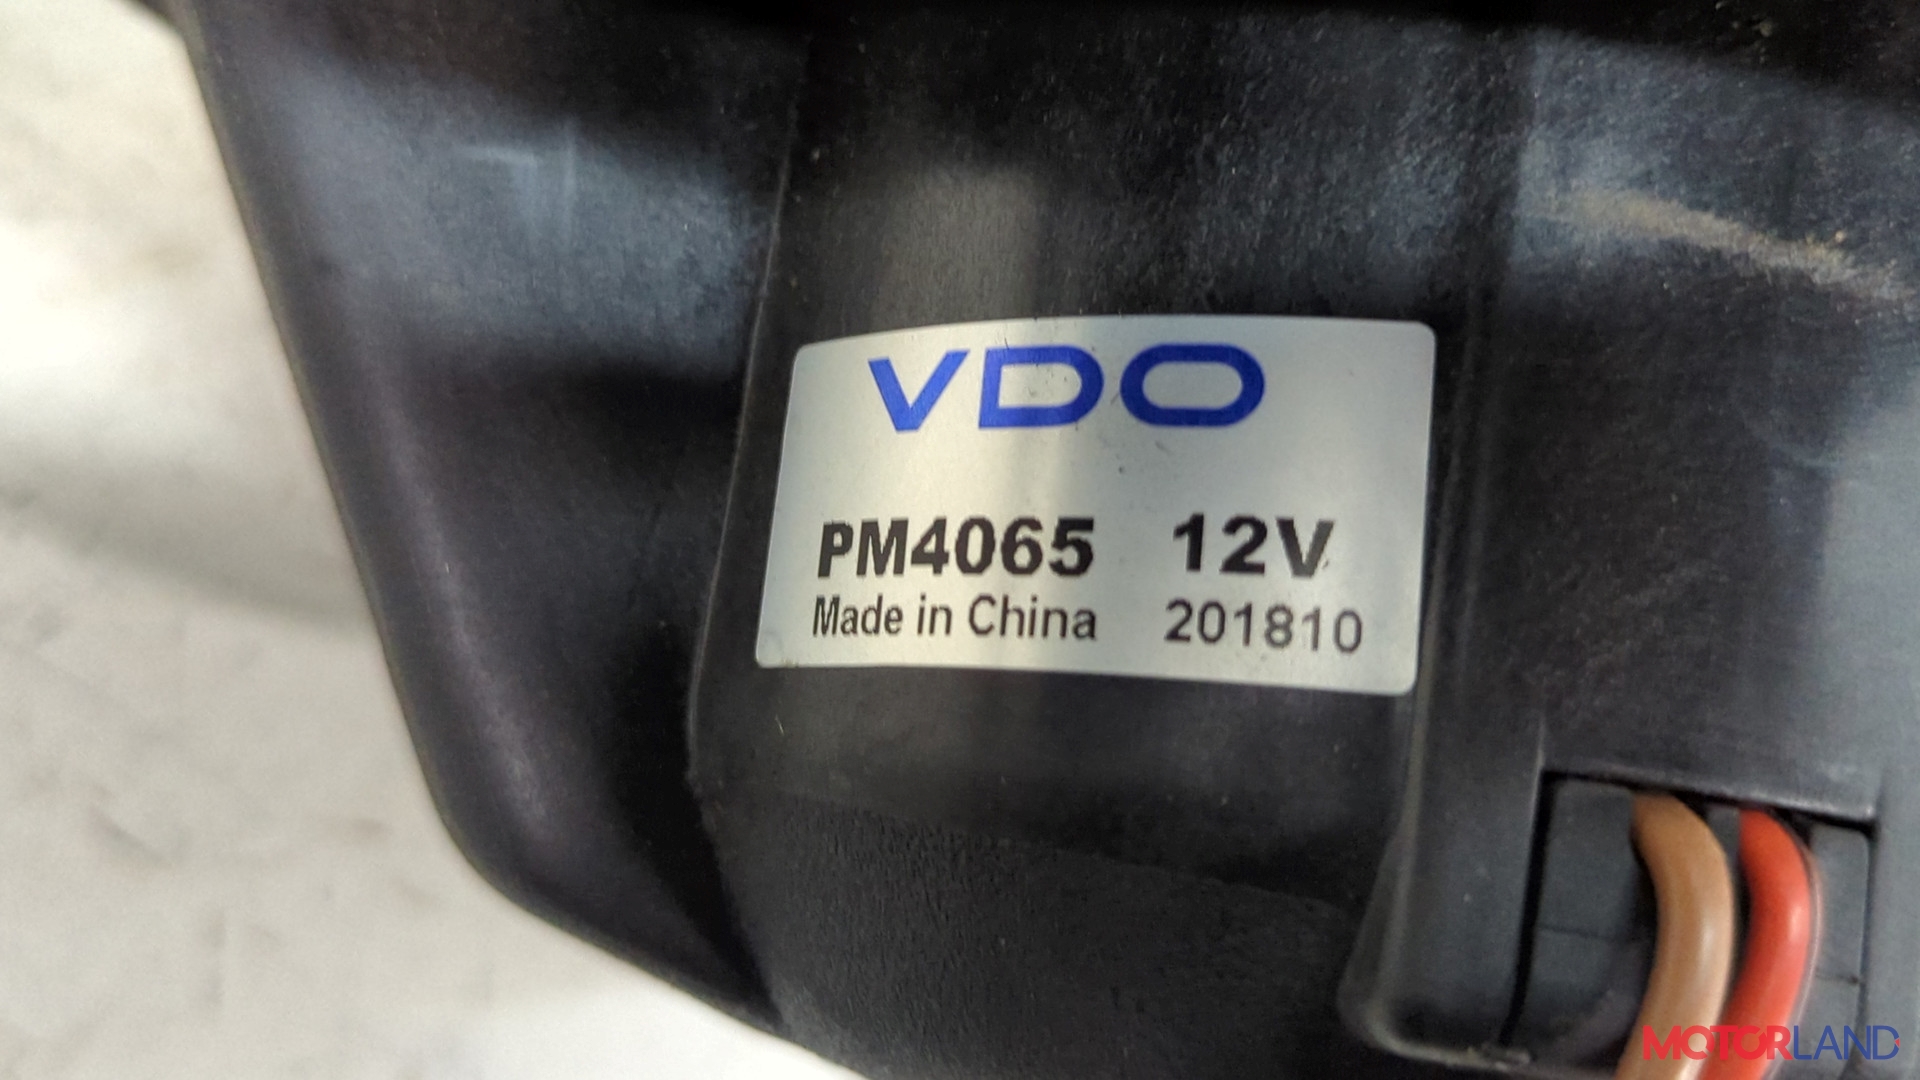 VDO
PM4065 12V
Made in China 201810
MOTORLAND